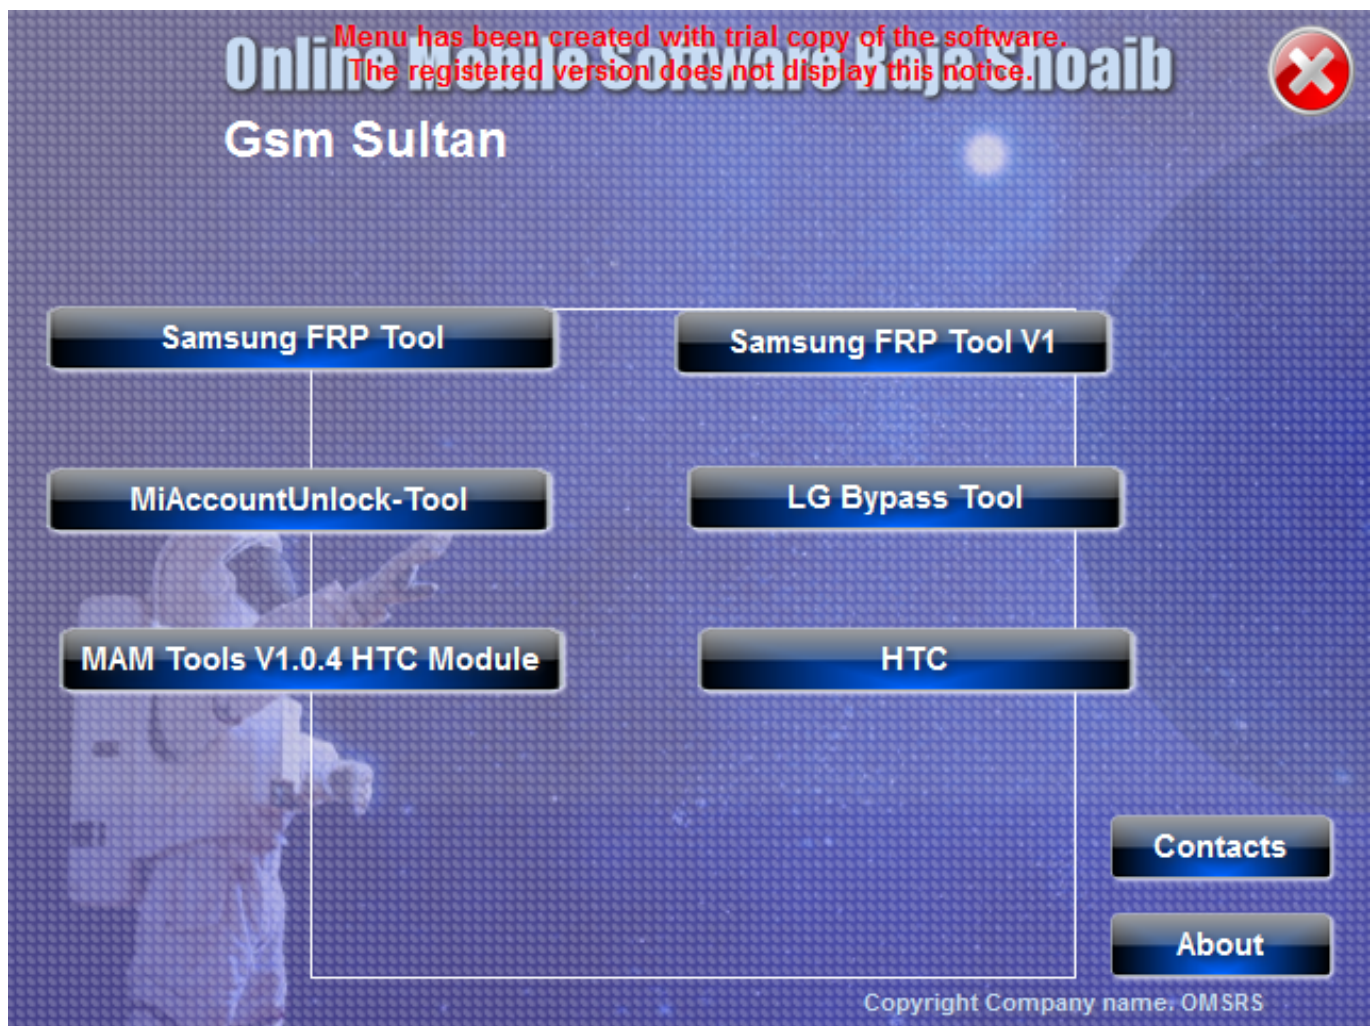 Menu has been created with trial copy of the software.
The registered version does not display this notice.
Online Mobile Software Raja Shoaib
Gsm Sultan
Samsung FRP Tool
Samsung FRP Tool V1
MiAccountUnlock-Tool
LG Bypass Tool
MAM Tools V1.0.4 HTC Module
HTC
Contacts
About
Copyright Company name. OMSRS